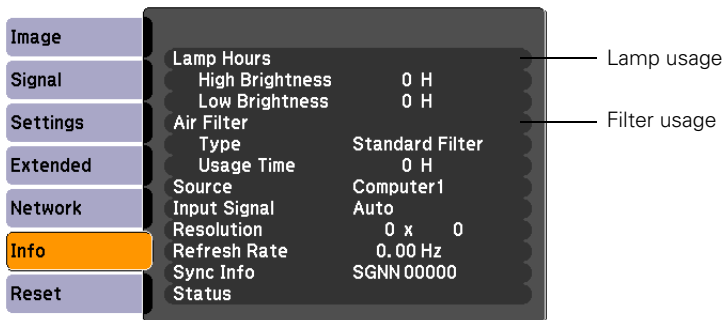 Image
Signal
Settings
Extended
Network
Info
Reset
Lamp Hours
High Brightness 0 H
Low Brightness 0 H
Air Filter
Type Standard Filter
Usage Time 0 H
Source Computer1
Input Signal Auto
Resolution 0 x 0
Refresh Rate 0.00 Hz
Sync Info SGNN 00000
Status
Lamp usage
Filter usage